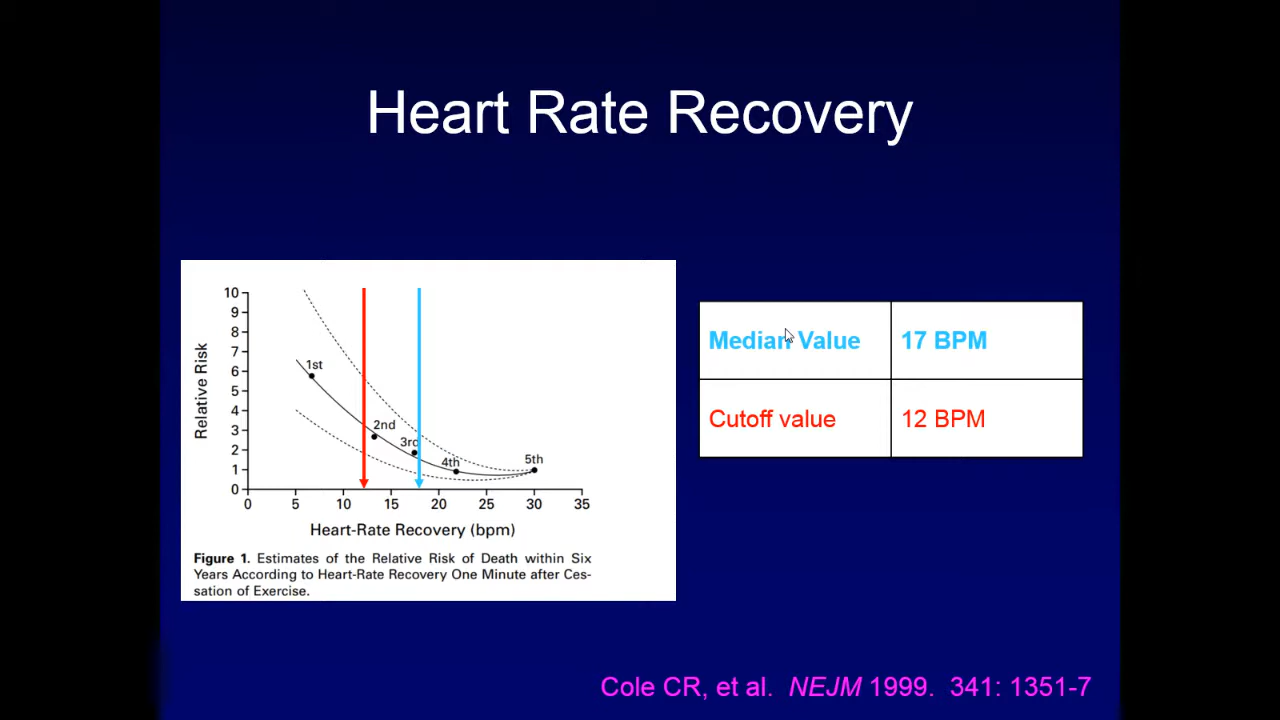 Heart Rate Recovery
10
9
8
7
6
5
4
3
2
1
0
Relative Risk
1st
2nd
3rd
4th
5th
0 5 10 15 20 25 30 35
Heart-Rate Recovery (bpm)
Figure 1. Estimates of the Relative Risk of Death within Six
Years According to Heart-Rate Recovery One Minute after Ces-
sation of Exercise.
Median Value 17 BPM
Cutoff value 12 BPM
Cole CR, et al. NEJM 1999. 341: 1351-7